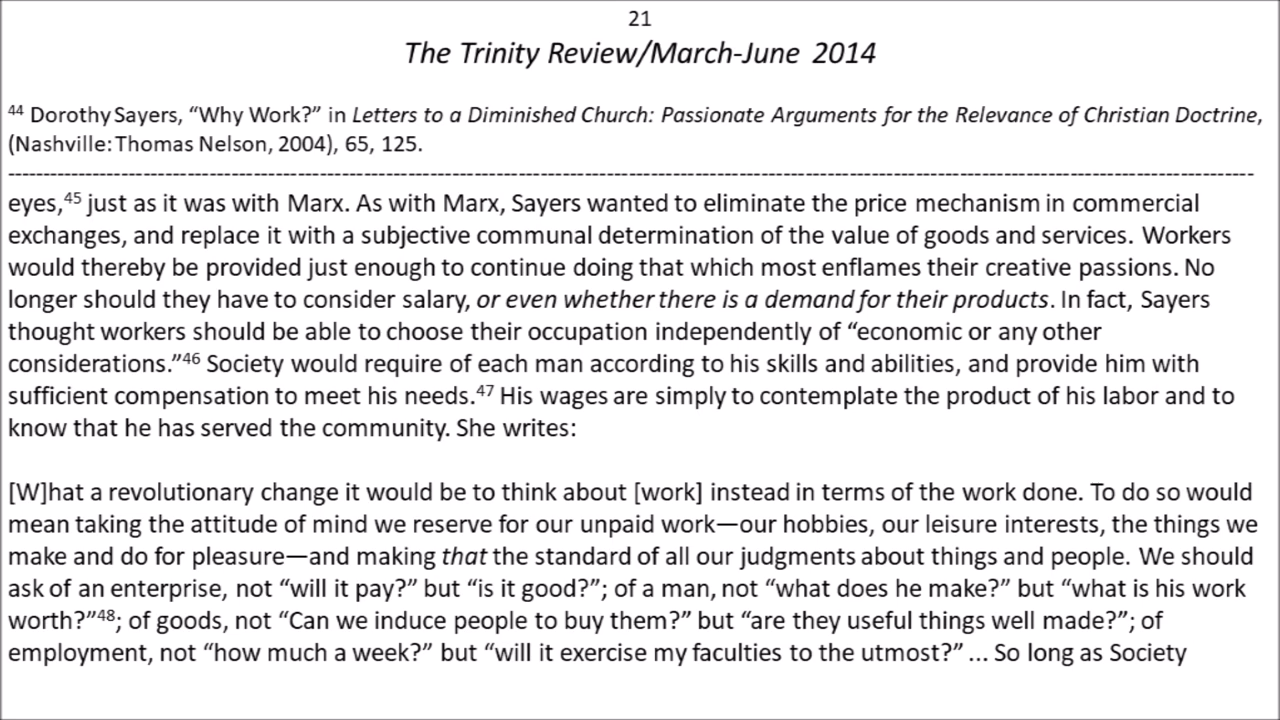 21
The Trinity Review/March-June 2014
44 Dorothy Sayers, “Why Work?” in Letters to a Diminished Church: Passionate Arguments for the Relevance of Christian Doctrine,
(Nashville: Thomas Nelson, 2004), 65, 125.
--------------------------------------------------------------------------------
eyes,45 just as it was with Marx. As with Marx, Sayers wanted to eliminate the price mechanism in commercial
exchanges, and replace it with a subjective communal determination of the value of goods and services. Workers
would thereby be provided just enough to continue doing that which most enflames their creative passions. No
longer should they have to consider salary, or even whether there is a demand for their products. In fact, Sayers
thought workers should be able to choose their occupation independently of “economic or any other
considerations.”46 Society would require of each man according to his skills and abilities, and provide him with
sufficient compensation to meet his needs.47 His wages are simply to contemplate the product of his labor and to
know that he has served the community. She writes:
[W]hat a revolutionary change it would be to think about [work] instead in terms of the work done. To do so would
mean taking the attitude of mind we reserve for our unpaid work—our hobbies, our leisure interests, the things we
make and do for pleasure—and making that the standard of all our judgments about things and people. We should
ask of an enterprise, not “will it pay?” but “is it good?”; of a man, not “what does he make?” but “what is his work
worth?”48; of goods, not “Can we induce people to buy them?” but “are they useful things well made?”; of
employment, not “how much a week?” but “will it exercise my faculties to the utmost?” ... So long as Society